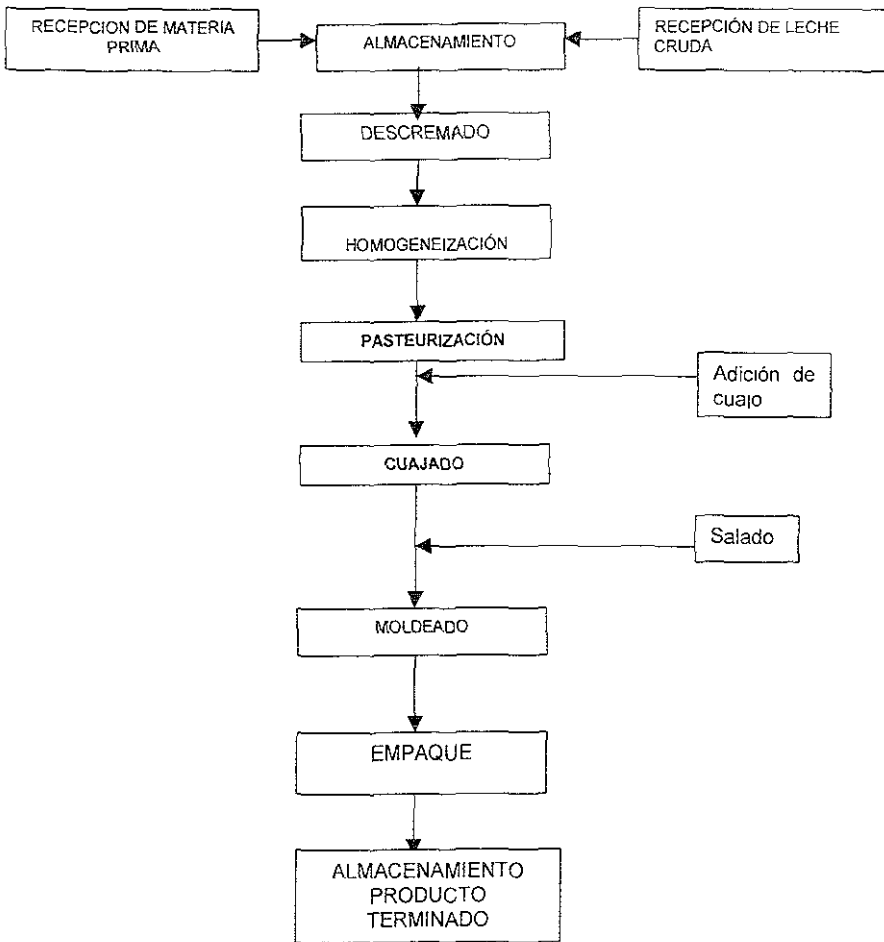 RECEPCION DE MATERIA
PRIMA
ALMACENAMIENTO
RECEPCIÓN DE LECHE
CRUDA
DESCREMADO
HOMOGENEIZACIÓN
PASTEURIZACIÓN
Adición de
cuajo
CUAJADO
Salado
MOLDEADO
EMPAQUE
ALMACENAMIENTO
PRODUCTO
TERMINADO